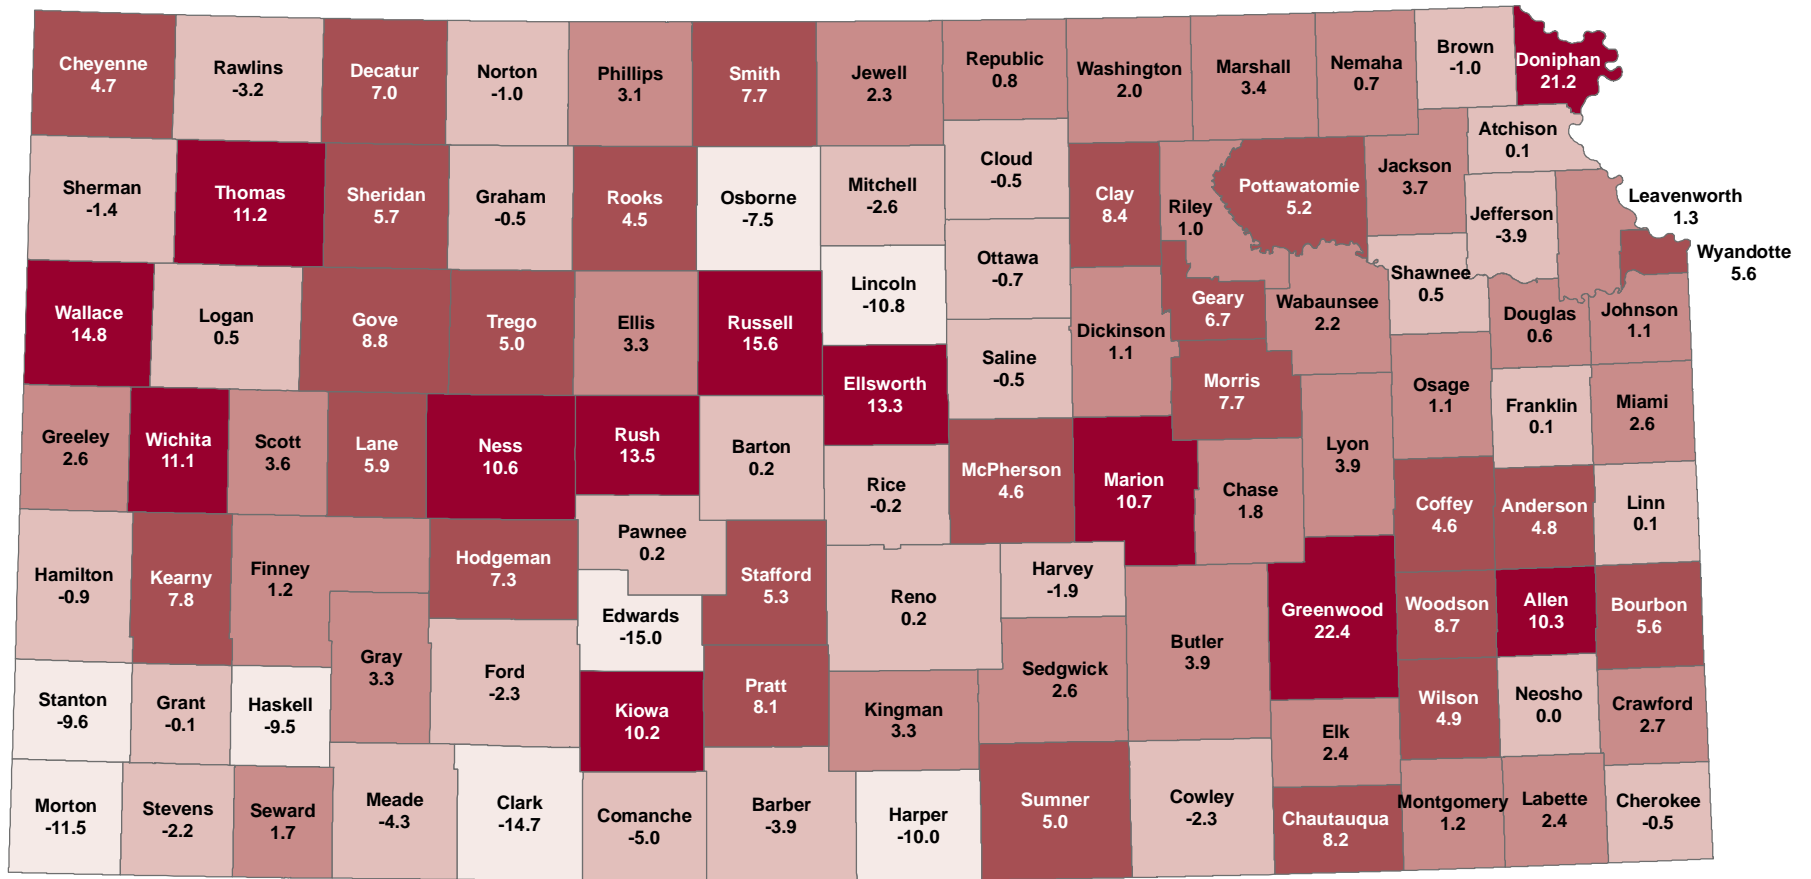 Cheyenne
4.7
Rawlins
-3.2
Decatur
7.0
Norton
-1.0
Phillips
3.1
Smith
7.7
Jewell
2.3
Republic
0.8
Washington
2.0
Marshall
3.4
Nemaha
0.7
Brown
-1.0
Doniphan
21.2
Atchison
0.1
Sherman
-1.4
Thomas
11.2
Sheridan
5.7
Graham
-0.5
Rooks
4.5
Osborne
-7.5
Mitchell
-2.6
Cloud
-0.5
Clay
8.4
Riley
1.0
Pottawatomie
5.2
Jackson
3.7
Jefferson
-3.9
Leavenworth
1.3
Wyandotte
5.6
Wallace
14.8
Logan
0.5
Gove
8.8
Trego
5.0
Ellis
3.3
Russell
15.6
Lincoln
-10.8
Ottawa
-0.7
Dickinson
1.1
Geary
6.7
Wabaunsee
2.2
Shawnee
0.5
Douglas
0.6
Johnson
1.1
Ellsworth
13.3
Saline
-0.5
Morris
7.7
Osage
1.1
Franklin
0.1
Miami
2.6
Greeley
2.6
Wichita
11.1
Scott
3.6
Lane
5.9
Ness
10.6
Rush
13.5
Barton
0.2
Rice
-0.2
McPherson
4.6
Marion
10.7
Chase
1.8
Lyon
3.9
Coffey
4.6
Anderson
4.8
Linn
0.1
Hamilton
-0.9
Kearny
7.8
Finney
1.2
Hodgeman
7.3
Pawnee
0.2
Stafford
5.3
Edwards
-15.0
Reno
0.2
Harvey
-1.9
Butler
3.9
Greenwood
22.4
Woodson
8.7
Allen
10.3
Bourbon
5.6
Stanton
-9.6
Grant
-0.1
Haskell
-9.5
Gray
3.3
Ford
-2.3
Kiowa
10.2
Pratt
8.1
Kingman
3.3
Sedgwick
2.6
Elk
2.4
Wilson
4.9
Neosho
0.0
Crawford
2.7
Morton
-11.5
Stevens
-2.2
Seward
1.7
Meade
-4.3
Clark
-14.7
Comanche
-5.0
Barber
-3.9
Harper
-10.0
Sumner
5.0
Cowley
-2.3
Chautauqua
8.2
Montgomery
1.2
Labette
2.4
Cherokee
-0.5